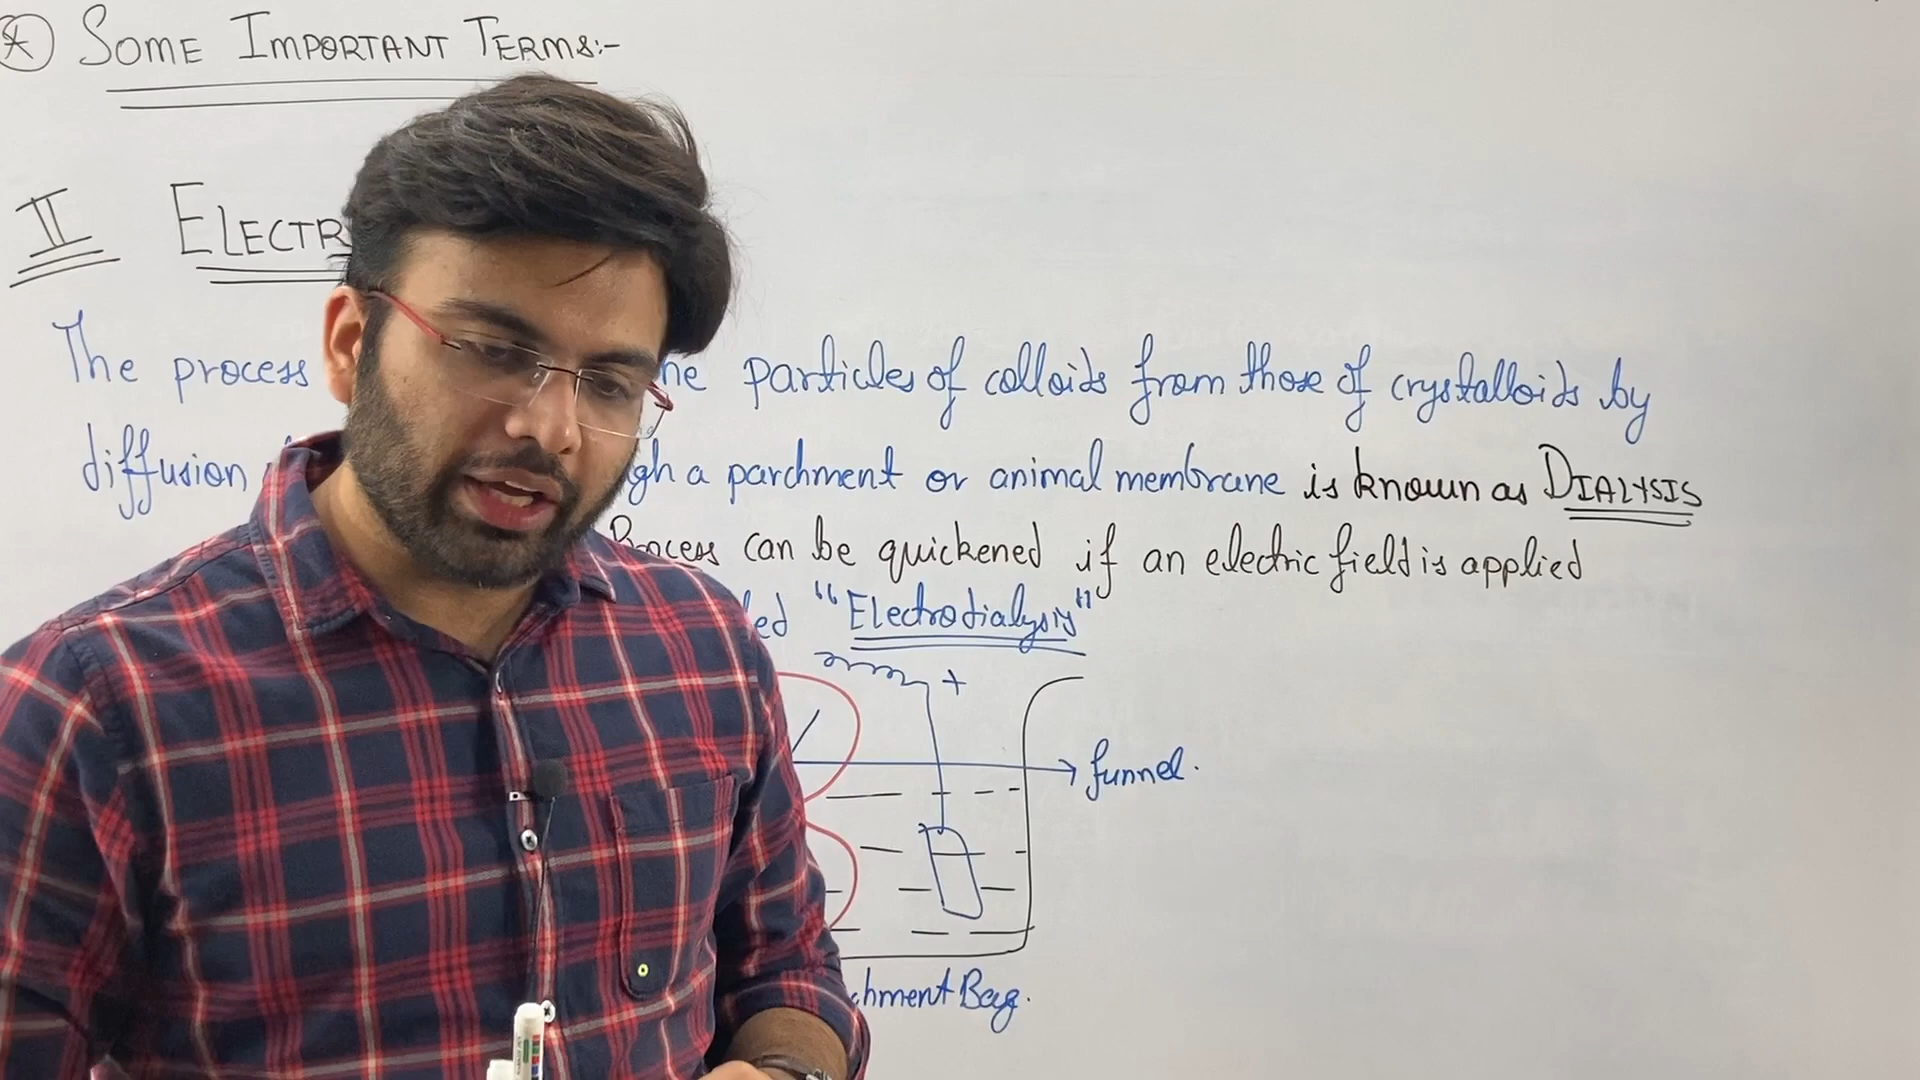 SOME IMPORTANT TERMS:-
II ELECTR
The process ne particles of colloids from those of crystalloids by
diffusion gh a parchment or animal membrane is known as DIALYSIS
Process can be quickened if an electric field is applied
ed "Electrodialysis"
+
funnel.
chment Bag.